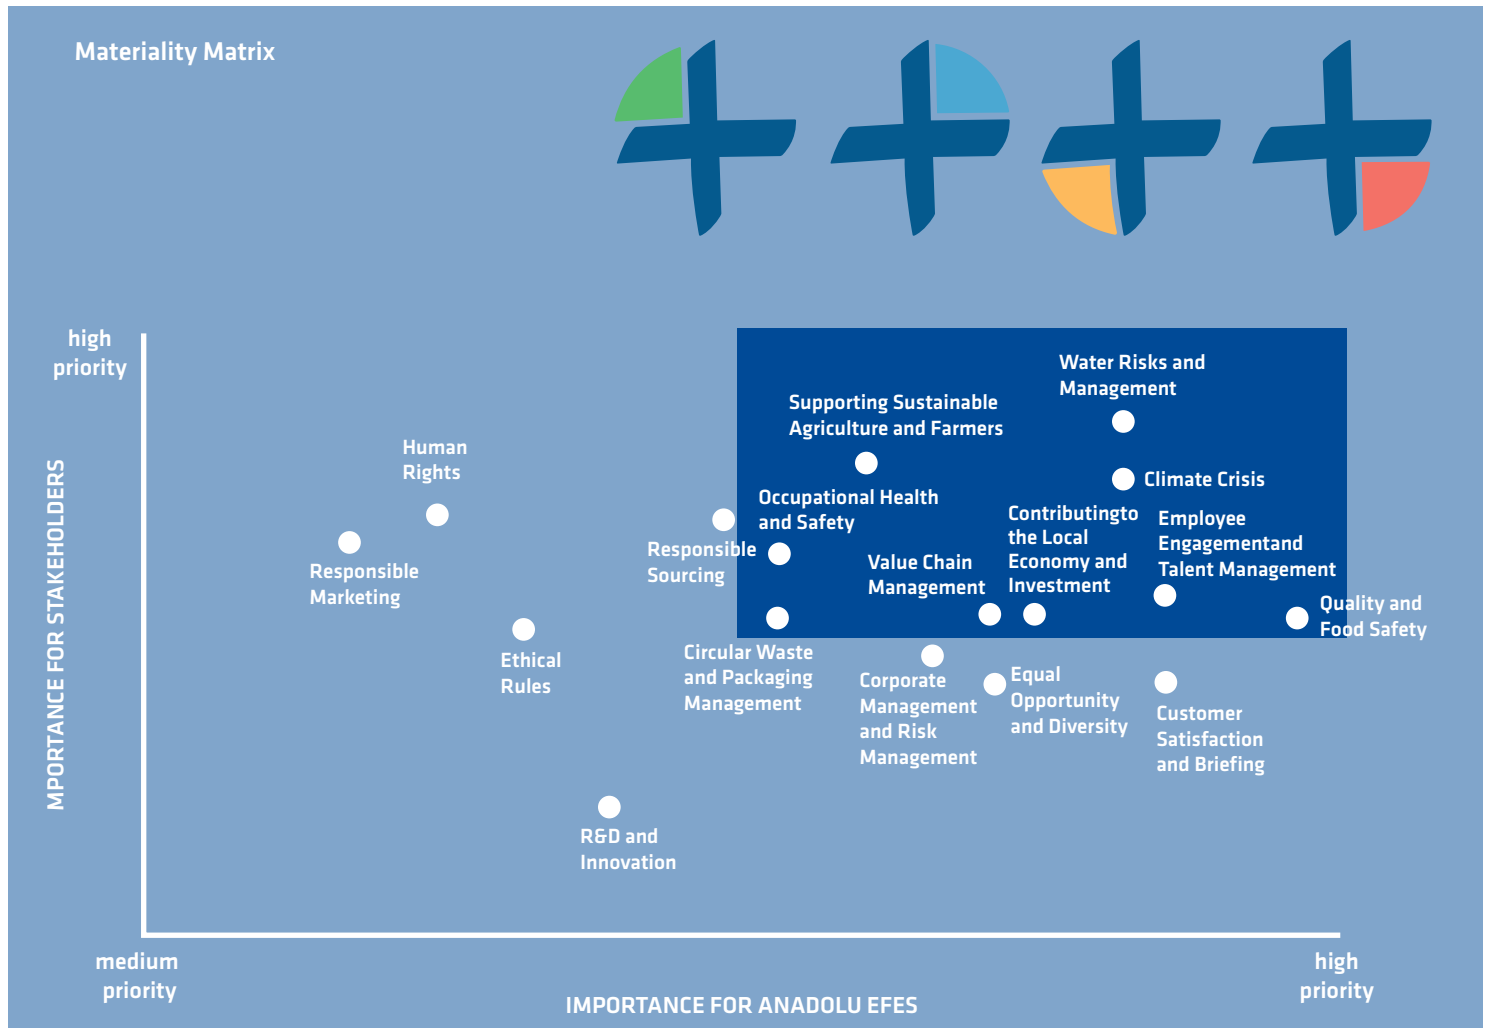 Materiality Matrix
high
priority
MPORTANCE FOR STAKEHOLDERS
Water Risks and
Management
Supporting Sustainable
Agriculture and Farmers
Human
Rights
Climate Crisis
Occupational Health
and Safety
Contributingto
the Local
Economy and
Investment
Employee
Engagementand
Talent Management
Responsible
Sourcing
Value Chain
Management
Responsible
Marketing
Quality and
Food Safety
Ethical
Rules
Circular Waste
and Packaging
Management
Corporate
Management
and Risk
Management
Equal
Opportunity
and Diversity
Customer
Satisfaction
and Briefing
R&D and
Innovation
medium
priority
high
priority
IMPORTANCE FOR ANADOLU EFES